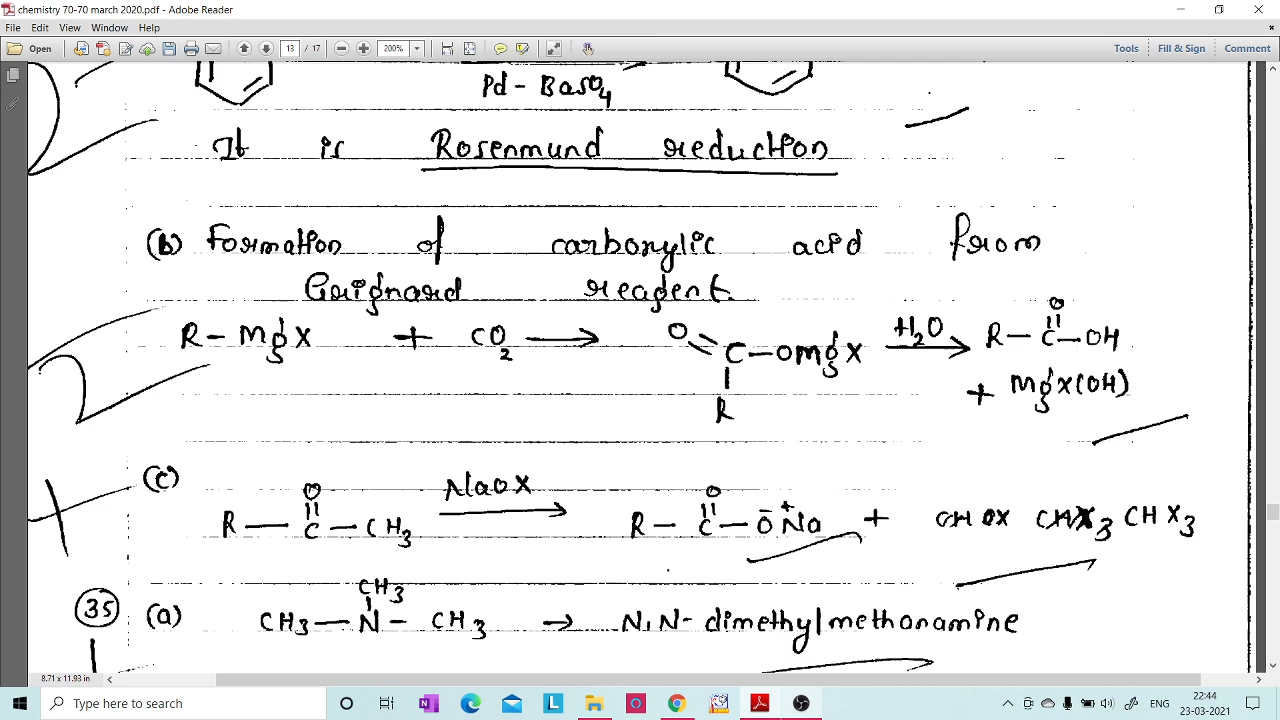 chemistry 70-70 march 2020.pdf - Adobe Reader
File Edit View Window Help
Open 13 / 17 200% Tools Fill & Sign Comment
Pd - BaSO4
It is Rosenmund reduction
(b) Formation of carboxylic acid from
Grignard reagent.
R - MgX + CO2 → O = C - OMgX H2O → R - C - OH
O
R
+ MgX(OH)
(c)
O NaOX O
R - C - CH3 → R - C - O⁻ Na⁺ + CHX3
35 (a) CH3 - N - CH3 → N,N- dimethylmethanamine
CH3
8.71 x 11.93 in
Type here to search
ENG 22:44
23-03-2021